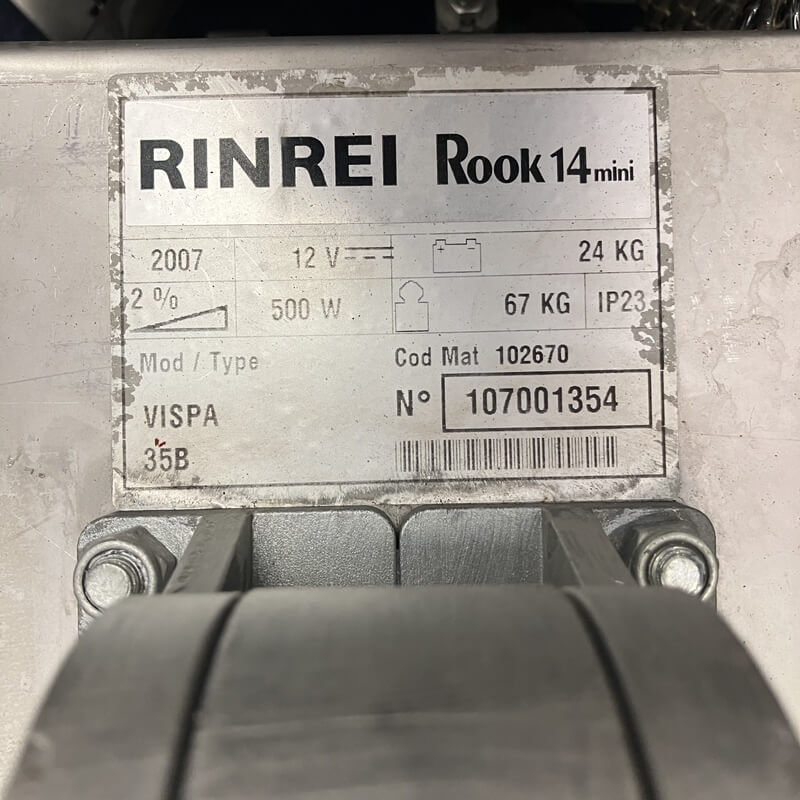 RINREI Rook 14 mini
2007 12 V + - 24 KG
2 % 500 W 67 KG IP23
Mod / Type Cod Mat 102670
VISPA Nº 107001354
35B